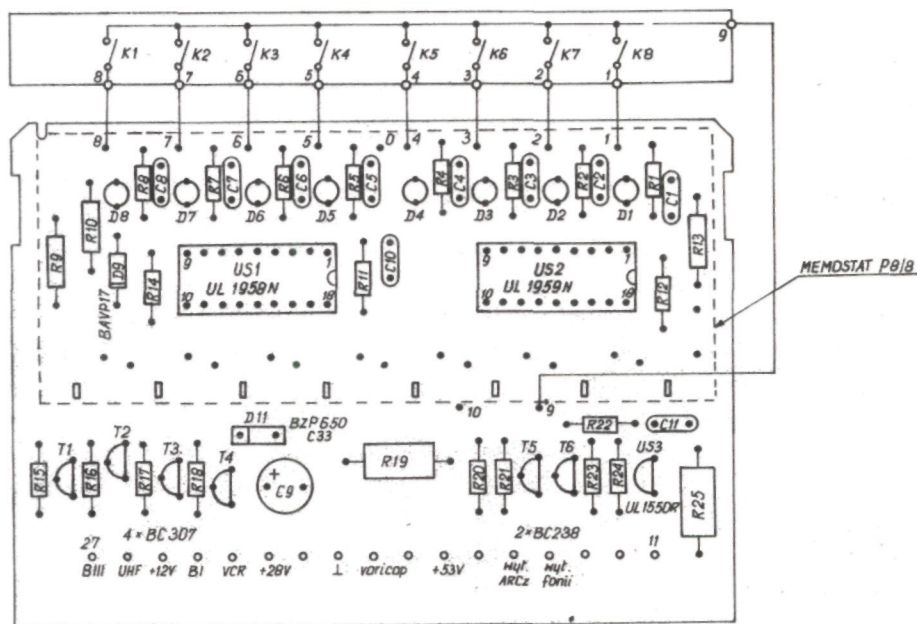 9
K1 K2 K3 K4 K5 K6 K7 K8
8 7 6 5 4 3 2 1
8 7 6 5 0 4 3 2 1
R8 C8 R7 C7 R6 C6 R5 C5 R4 C4 R3 C3 R2 C2 R1 C1
D8 D7 D6 D5 D4 D3 D2 D1
R9 R10 D9 R14 R11 C10 R12 R13
BAVP17
9 1
US1
UL 1958N
10 18
9 1
US2
UL 1959N
10 18
MEMOSTAT P8/8
10 9
D11 BZP650
C33
R22 C11
T1 T2 T3 T4
R15 R16 R17 R18
+
C9
R19
R20 R21 T5 T6 R23 R24 US3
UL1550R
R25
4×BC307
2×BC238
27 11
BIII UHF +12V BI VCR +28V ⊥ varicap +53V wył. ARCz wył. fonii